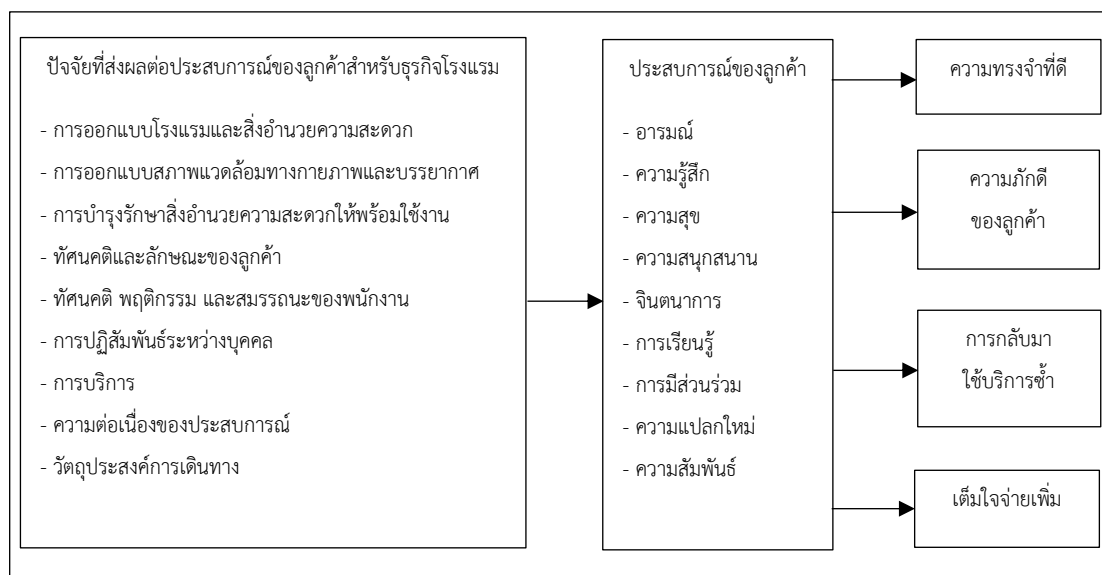 ปัจจัยที่ส่งผลต่อประสบการณ์ของลูกค้าสำหรับธุรกิจโรงแรม
- การออกแบบโรงแรมและสิ่งอำนวยความสะดวก
- การออกแบบสภาพแวดล้อมทางกายภาพและบรรยากาศ
- การบำรุงรักษาสิ่งอำนวยความสะดวกให้พร้อมใช้งาน
- ทัศนคติและลักษณะของลูกค้า
- ทัศนคติ พฤติกรรม และสมรรถนะของพนักงาน
- การปฏิสัมพันธ์ระหว่างบุคคล
- การบริการ
- ความต่อเนื่องของประสบการณ์
- วัตถุประสงค์การเดินทาง
ประสบการณ์ของลูกค้า
- อารมณ์
- ความรู้สึก
- ความสุข
- ความสนุกสนาน
- จินตนาการ
- การเรียนรู้
- การมีส่วนร่วม
- ความแปลกใหม่
- ความสัมพันธ์
ความทรงจำที่ดี
ความภักดี
ของลูกค้า
การกลับมา
ใช้บริการซ้ำ
เต็มใจจ่ายเพิ่ม